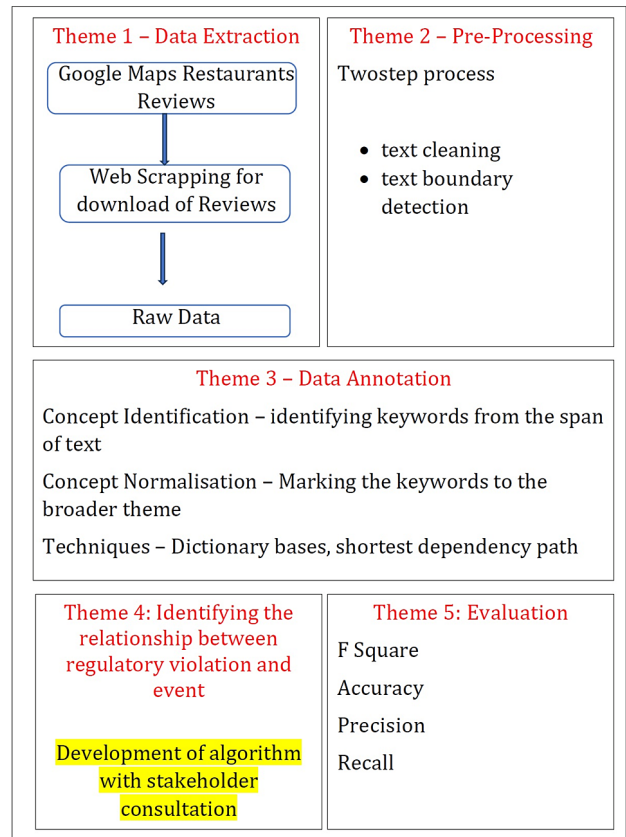 Theme 1 – Data Extraction
Google Maps Restaurants
Reviews
Web Scrapping for
download of Reviews
Raw Data
Theme 2 – Pre-Processing
Twostep process
• text cleaning
• text boundary
detection
Theme 3 – Data Annotation
Concept Identification – identifying keywords from the span
of text
Concept Normalisation – Marking the keywords to the
broader theme
Techniques – Dictionary bases, shortest dependency path
Theme 4: Identifying the
relationship between
regulatory violation and
event
Development of algorithm
with stakeholder
consultation
Theme 5: Evaluation
F Square
Accuracy
Precision
Recall